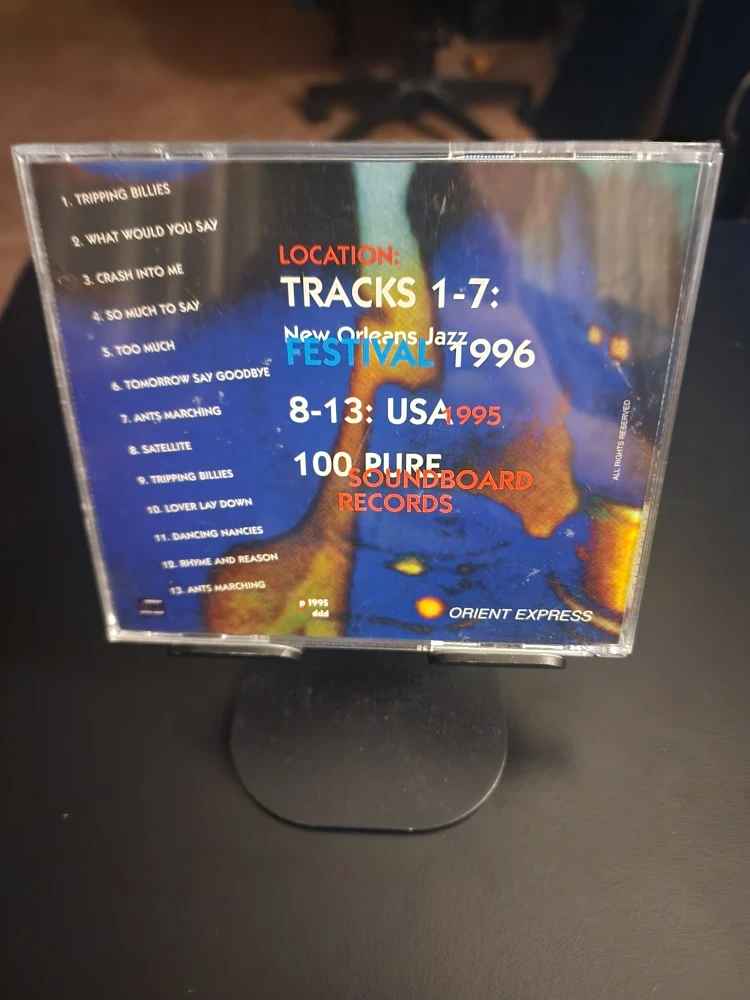 1. TRIPPING BILLIES
2. WHAT WOULD YOU SAY
3. CRASH INTO ME
4. SO MUCH TO SAY
5. TOO MUCH
6. TOMORROW SAY GOODBYE
7. ANTS MARCHING
8. SATELLITE
9. TRIPPING BILLIES
10. LOVER LAY DOWN
11. DANCING NANCIES
12. RHYME AND REASON
13. ANTS MARCHING
LOCATION:
TRACKS 1-7:
New Orleans Jazz
FESTIVAL 1996
8-13: USA 1995
100 PURE
SOUNDBOARD
RECORDS
P 1995
ddd
ORIENT EXPRESS
ALL RIGHTS RESERVED